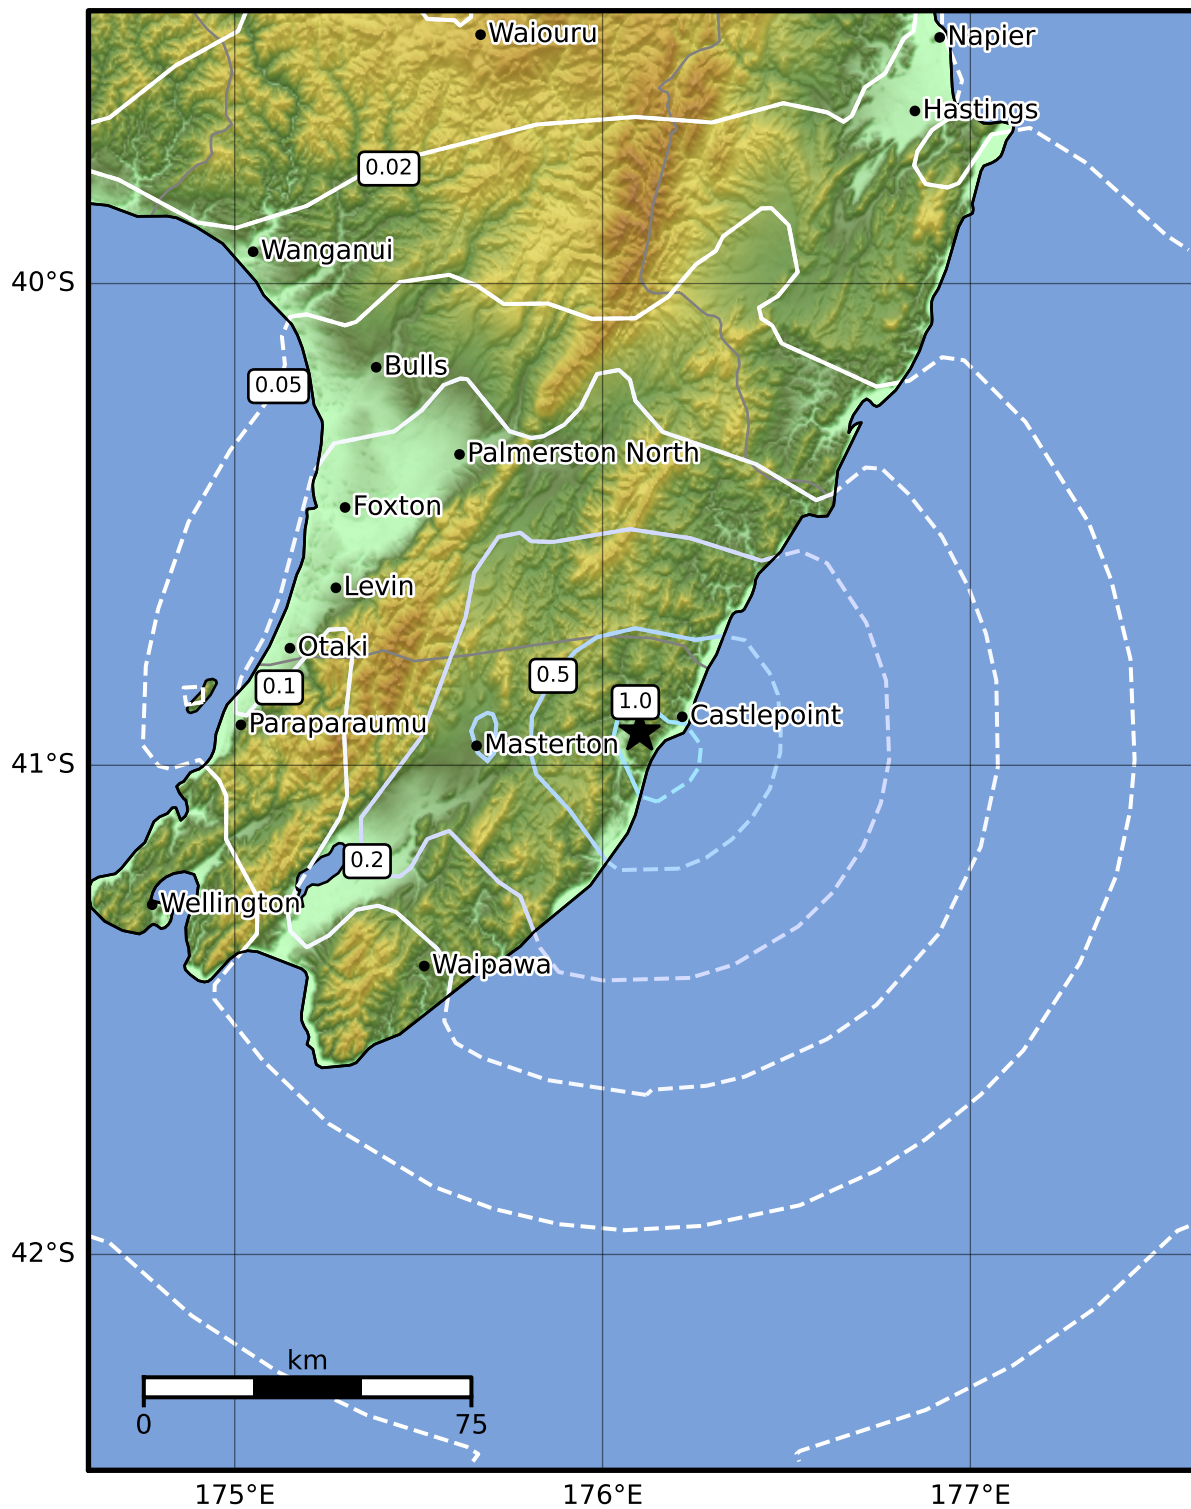 Waiouru
Napier
Hastings
0.02
Wanganui
40°S
Bulls
0.05
Palmerston North
Foxton
Levin
Otaki
0.5
0.1
1.0
Castlepoint
Paraparaumu
Masterton
41°S
0.2
Wellington
Waipawa
42°S
km
0
75
175°E
176°E
177°E